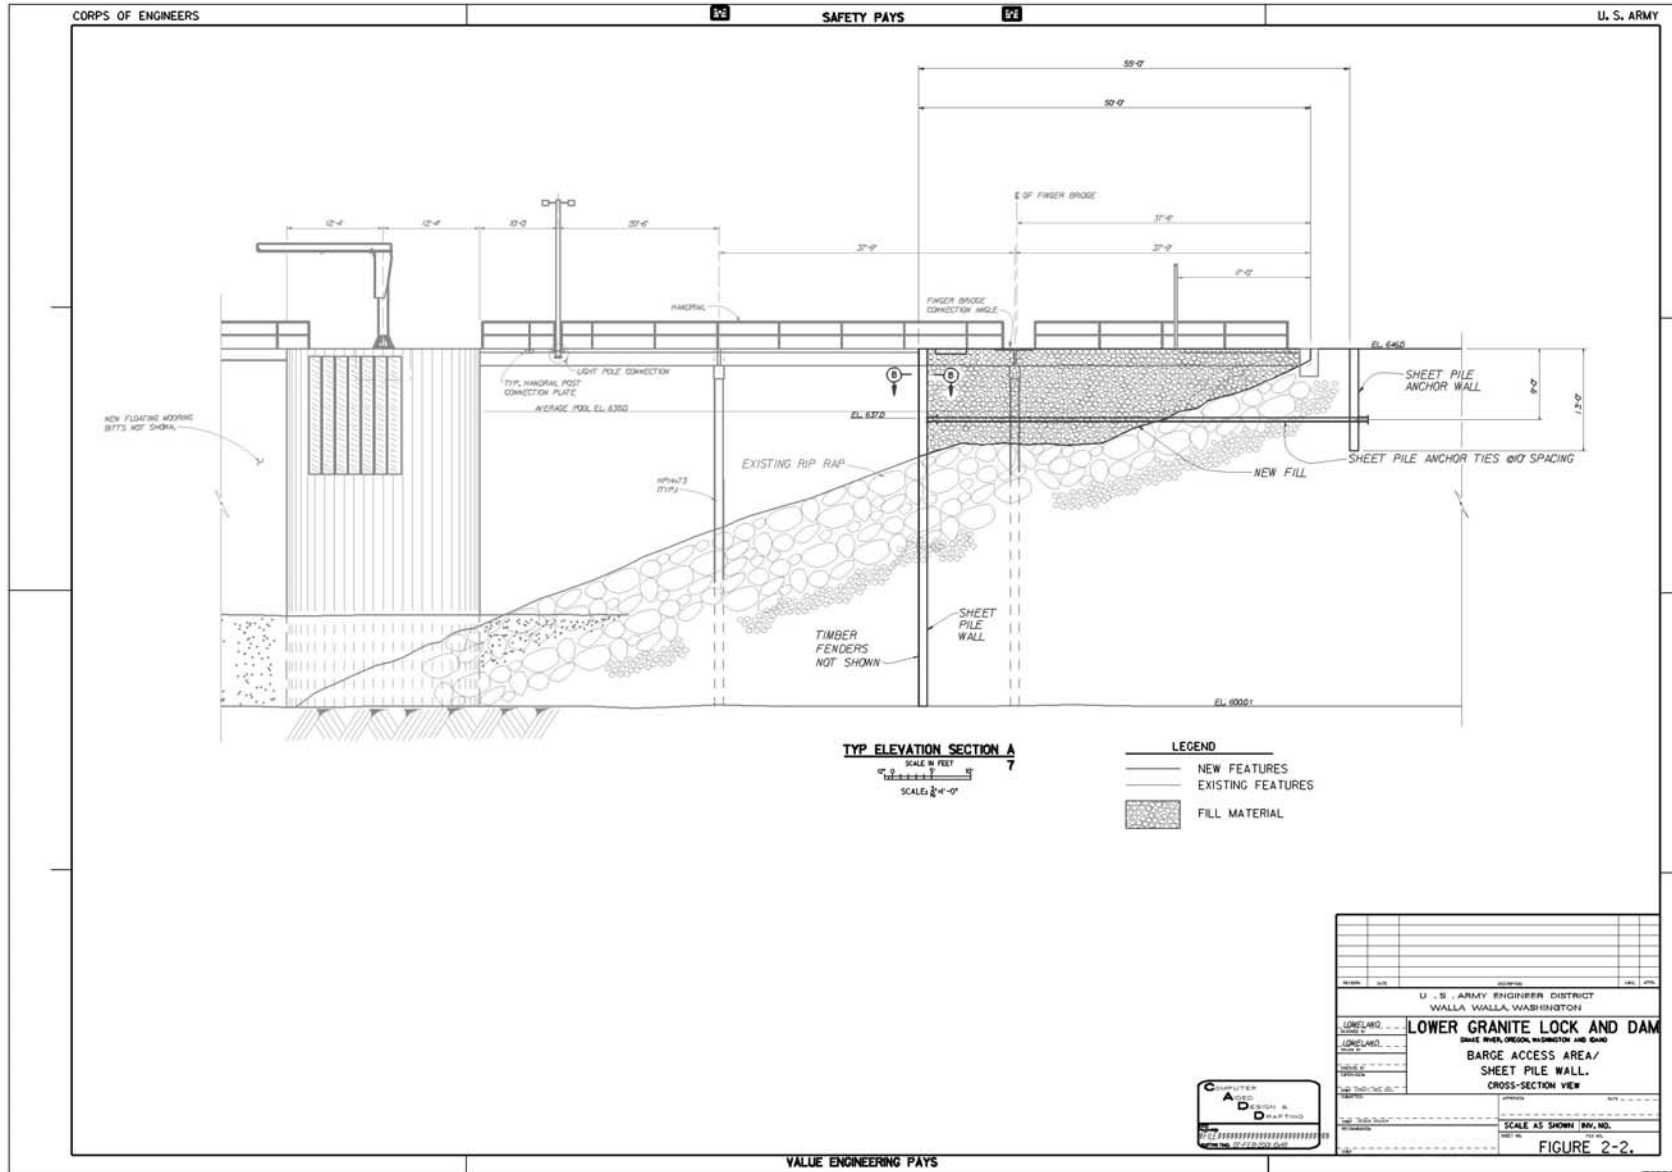 CORPS OF ENGINEERS
SAFETY PAYS
U. S. ARMY
55'-0"
50'-0"
℄ OF FINGER BRIDGE
12'-4"
12'-4"
10'-0"
37'-6"
37'-9"
37'-9"
17'-0"
HANDRAIL
FINGER BRIDGE
CONNECTION ANGLE
EL. 646.0
LIGHT POLE CONNECTION
TYP. HANDRAIL POST
CONNECTION PLATE
B
B
SHEET PILE
ANCHOR WALL
9'-0"
13'-0"
AVERAGE POOL EL. 638.0
EL. 637.0
NEW FLOATING MOORING
BITTS NOT SHOWN.
EXISTING RIP RAP
SHEET PILE ANCHOR TIES @10' SPACING
NEW FILL
HP14x73
(TYP.)
SHEET
PILE
WALL
TIMBER
FENDERS
NOT SHOWN
EL. 600.0±
TYP ELEVATION SECTION A
7
SCALE IN FEET
LEGEND
NEW FEATURES
EXISTING FEATURES
FILL MATERIAL
U. S. ARMY ENGINEER DISTRICT
WALLA WALLA, WASHINGTON
LOMELAND
LOMELAND
LOWER GRANITE LOCK AND DAM
SNAKE RIVER, OREGON, WASHINGTON AND IDAHO
BARGE ACCESS AREA/
SHEET PILE WALL.
CROSS-SECTION VIEW
COMPUTER
AIDED
DESIGN &
DRAFTING
SCALE AS SHOWN INV. NO.
FIGURE 2-2.
VALUE ENGINEERING PAYS